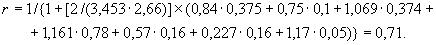 r = 1/{1 + [2 /(3,453·2,66)]×(0,84·0,375 + 0,75·0,1 + 1,069·0,374 +
+ 1,161·0,78 + 0,57·0,16 + 0,227·0,16 + 1,17·0,05)} = 0,71.